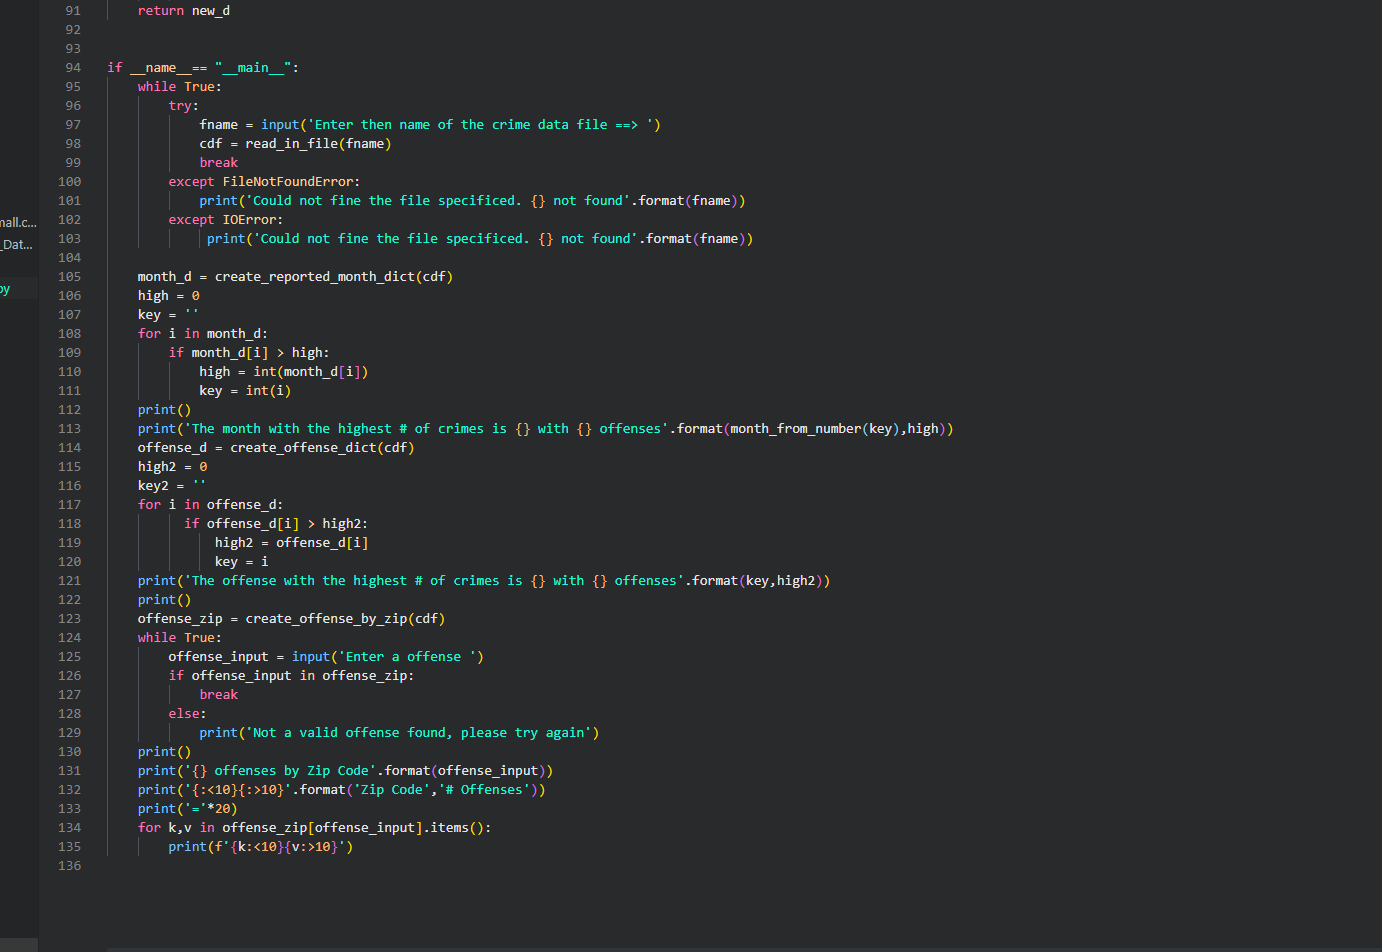 91 return new_d
92
93
94 if __name__== "__main__":
95 while True:
96 try:
97 fname = input('Enter then name of the crime data file ==> ')
98 cdf = read_in_file(fname)
99 break
100 except FileNotFoundError:
101 print('Could not fine the file specificed. {} not found'.format(fname))
102 except IOError:
103 print('Could not fine the file specificed. {} not found'.format(fname))
104
105 month_d = create_reported_month_dict(cdf)
106 high = 0
107 key = ''
108 for i in month_d:
109 if month_d[i] > high:
110 high = int(month_d[i])
111 key = int(i)
112 print()
113 print('The month with the highest # of crimes is {} with {} offenses'.format(month_from_number(key),high))
114 offense_d = create_offense_dict(cdf)
115 high2 = 0
116 key2 = ''
117 for i in offense_d:
118 if offense_d[i] > high2:
119 high2 = offense_d[i]
120 key = i
121 print('The offense with the highest # of crimes is {} with {} offenses'.format(key,high2))
122 print()
123 offense_zip = create_offense_by_zip(cdf)
124 while True:
125 offense_input = input('Enter a offense ')
126 if offense_input in offense_zip:
127 break
128 else:
129 print('Not a valid offense found, please try again')
130 print()
131 print('{} offenses by Zip Code'.format(offense_input))
132 print('{:<10}{:>10}'.format('Zip Code','# Offenses'))
133 print('='*20)
134 for k,v in offense_zip[offense_input].items():
135 print(f'{k:<10}{v:>10}')
136
mall.c...
_Dat...
py